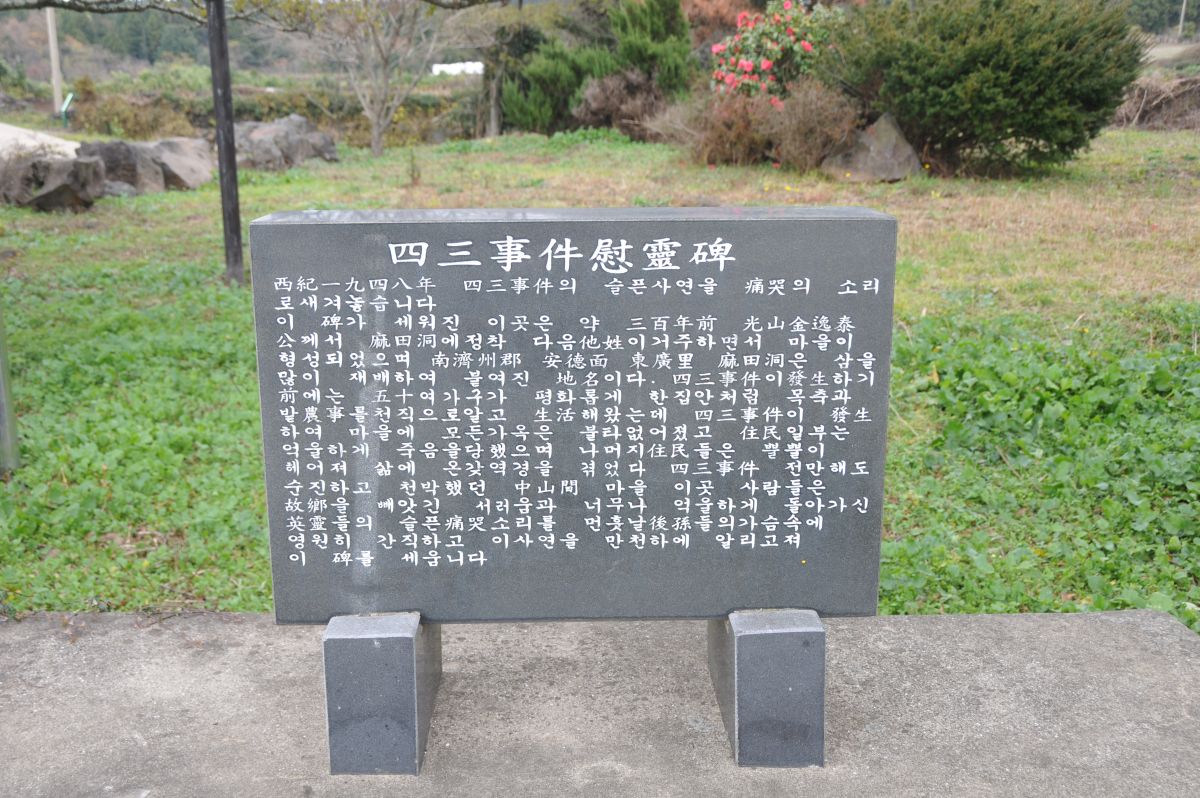 四三事件慰靈碑
西紀一九四八年 四三事件의 슬픈사연을 痛哭의 소리
로새겨놓습니다
이 碑가 세워진 이곳은 약 三百年前 光山金逸泰
公께서 麻田洞에정착 다음他姓이거주하면서 마을이
형성되었으며 南濟州郡 安德面 東廣里 麻田洞은 삼을
많이 재배하여 불여진 地名이다. 四三事件이發生하기
前에는 五十여가구가 평화롭게 한집안처럼 목축과
밭農事를천직으로알고 生活해왔는데 四三事件이 發生
하여 마을에 모든가옥은 불타없어졌고 住民일부는
억울하게 죽음을당했으며 나머지住民들은 뿔뿔이
헤어져 삶에 온갖역경을 겪었다 四三事件 전만해도
순진하고 천박했던 中山間 마을 이곳 사람들은
故鄕을 빼앗긴 서러움과 너무나 억울하게 돌아가신
英靈들의 슬픈痛哭소리를 먼훗날後孫들의가슴속에
영원히 간직하고 이사연을 만천하에 알리고져
이 碑를 세웁니다